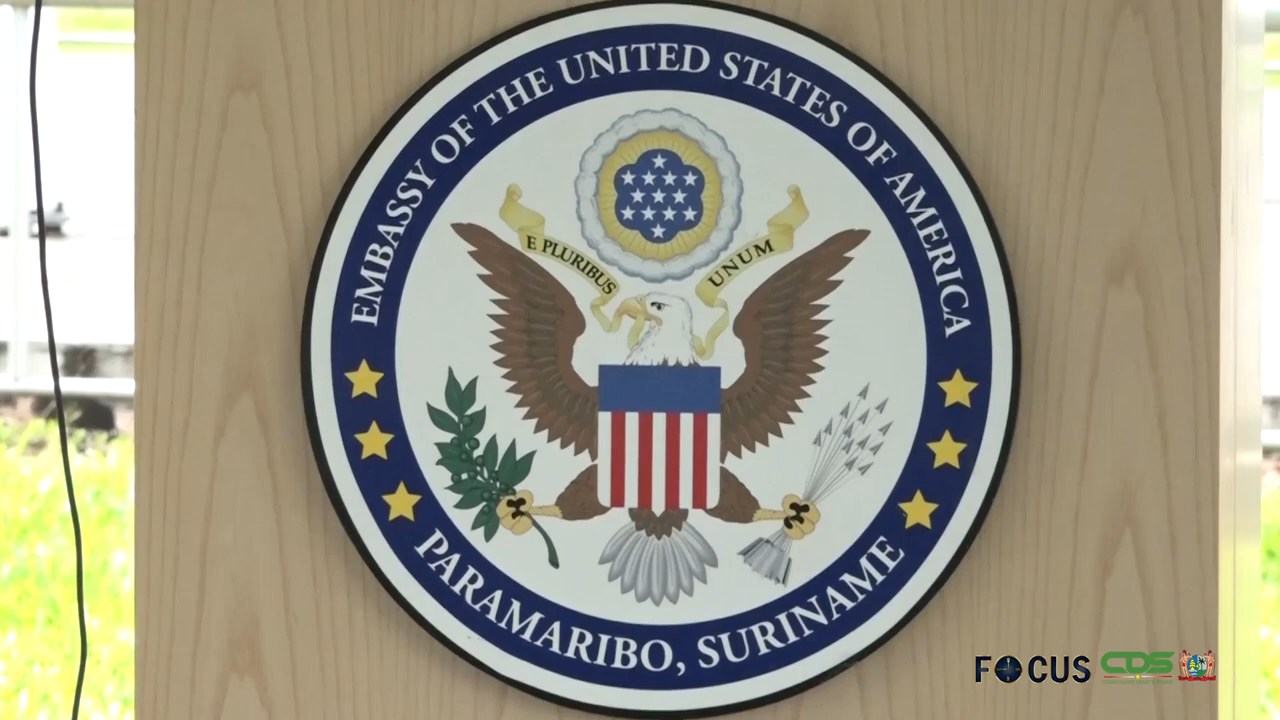 EMBASSY OF THE UNITED STATES OF AMERICA
E PLURIBUS UNUM
PARAMARIBO, SURINAME
FOCUS CDS